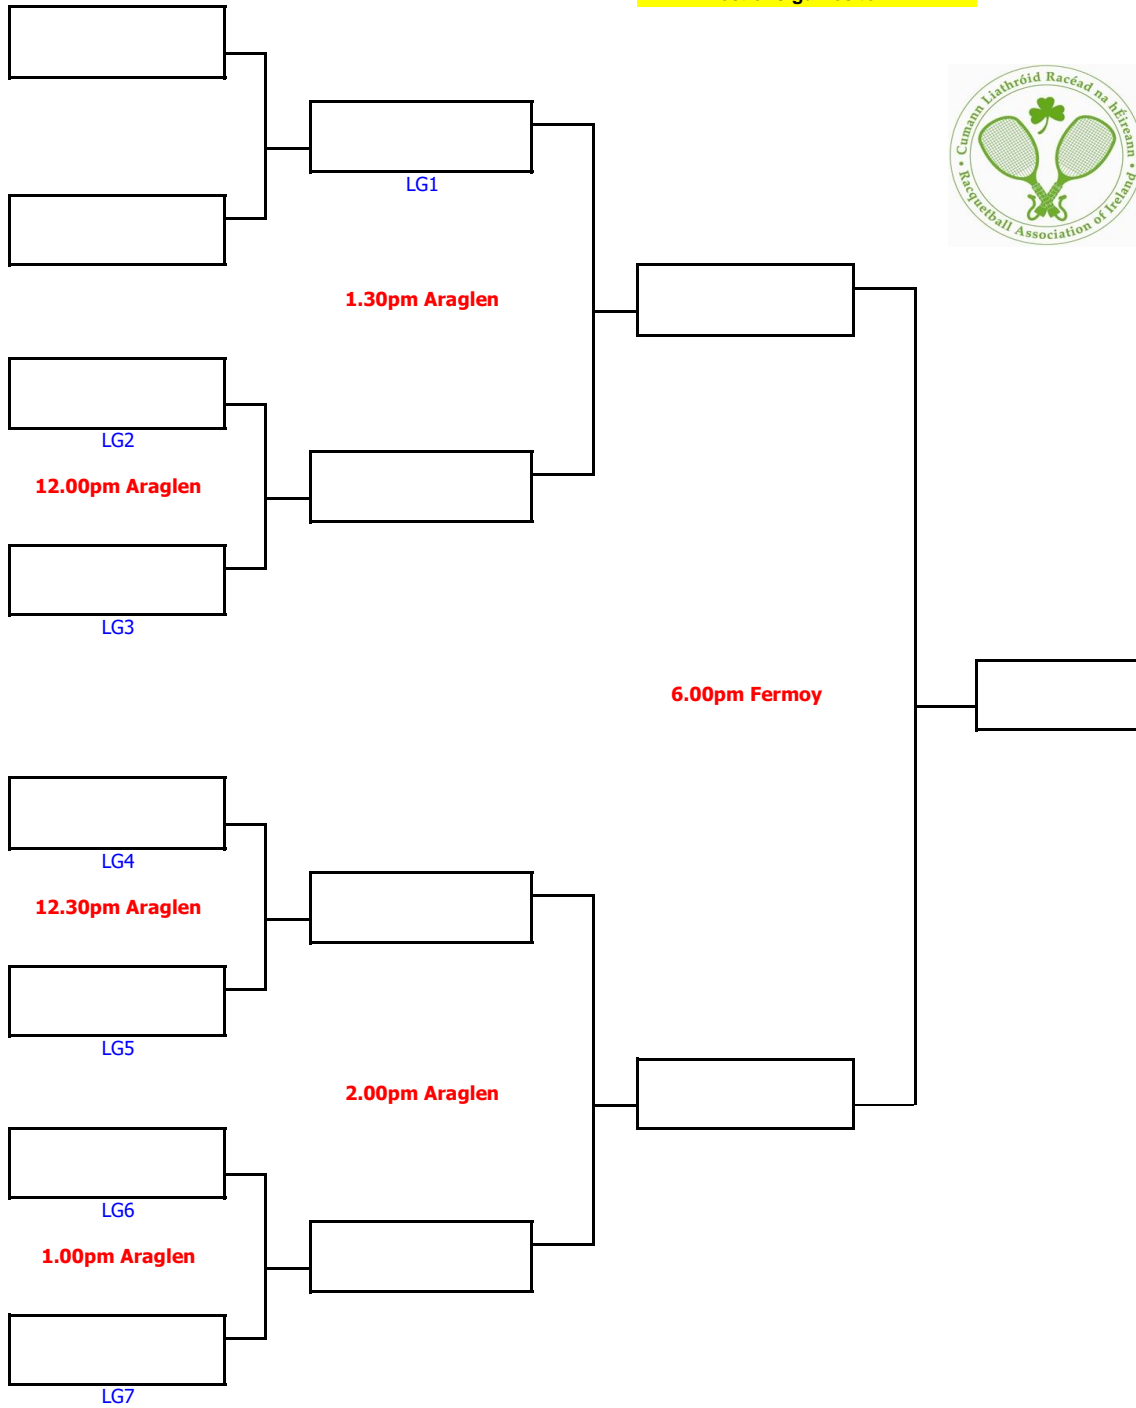 Cumann Liathróid Racéad na hÉireann
• Racquetball Association of Ireland •
LG1
1.30pm Araglen
LG2
12.00pm Araglen
LG3
6.00pm Fermoy
LG4
12.30pm Araglen
LG5
2.00pm Araglen
LG6
1.00pm Araglen
LG7